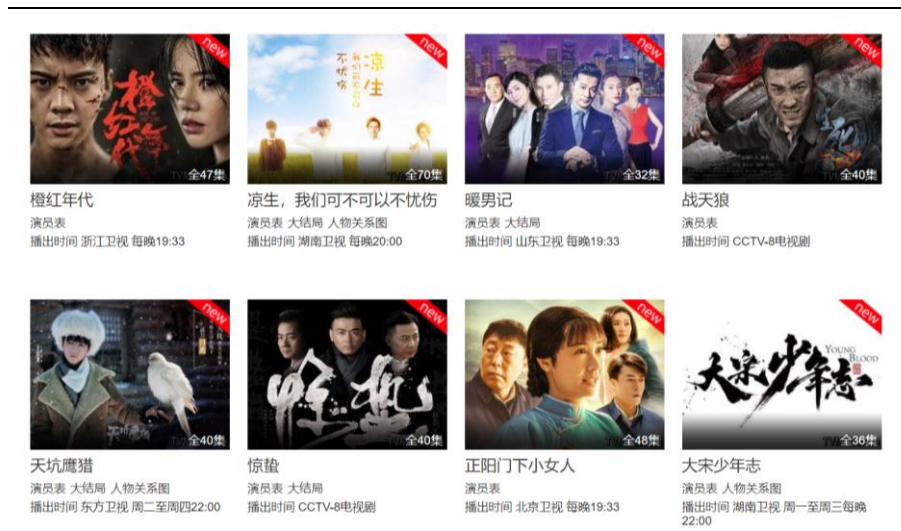 new
橙红年代
全47集
橙红年代
演员表
播出时间 浙江卫视 每晚19:33
new
凉生
我们可不可以
不忧伤
全70集
凉生，我们可不可以不忧伤
演员表 大结局 人物关系图
播出时间 湖南卫视 每晚20:00
new
全32集
暖男记
演员表 大结局
播出时间 山东卫视 每晚19:33
new
全40集
战天狼
演员表
播出时间 CCTV-8电视剧
new
全40集
天坑鹰猎
演员表 大结局 人物关系图
播出时间 东方卫视 周二至周四22:00
new
惊蛰
全40集
惊蛰
演员表 大结局
播出时间 CCTV-8电视剧
new
全48集
正阳门下小女人
演员表
播出时间 北京卫视 每晚19:33
new
YOUNG
BLOOD
大宋少年志
全36集
大宋少年志
演员表 人物关系图
播出时间 湖南卫视 周一至周三每晚
22:00